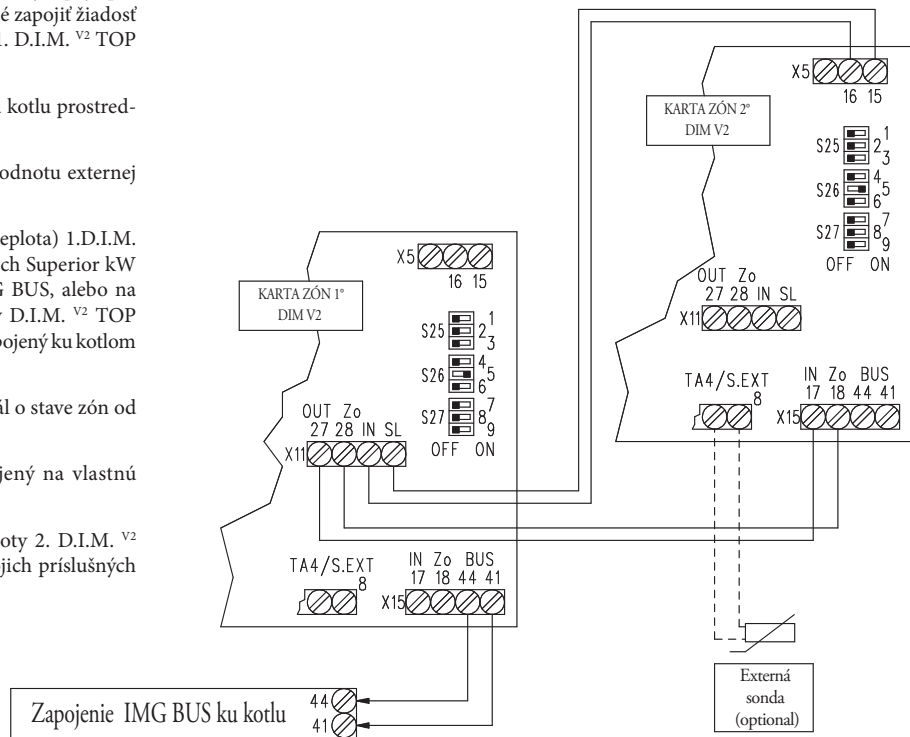 é zapojiť žiadosť
1. D.I.M. V2 TOP
kotlu prostred-
odnotu externej
eplota) 1.D.I.M.
ch Superior kW
G BUS, alebo na
D.I.M. V2 TOP
pojený ku kotlom
ál o stave zón od
jený na vlastnú
oty 2. D.I.M. V2
jich príslušných
X5
16 15
KARTA ZÓN 2°
DIM V2
S25
1
2
3
S26
4
5
6
S27
7
8
9
OFF ON
OUT Zo
27 28 IN SL
X11
TA4/S.EXT
8
IN Zo BUS
17 18 44 41
X15
X5
16 15
KARTA ZÓN 1°
DIM V2
S25
1
2
3
S26
4
5
6
S27
7
8
9
OFF ON
OUT Zo
27 28 IN SL
X11
TA4/S.EXT
8
IN Zo BUS
17 18 44 41
X15
Externá
sonda
(optional)
Zapojenie IMG BUS ku kotlu
44
41